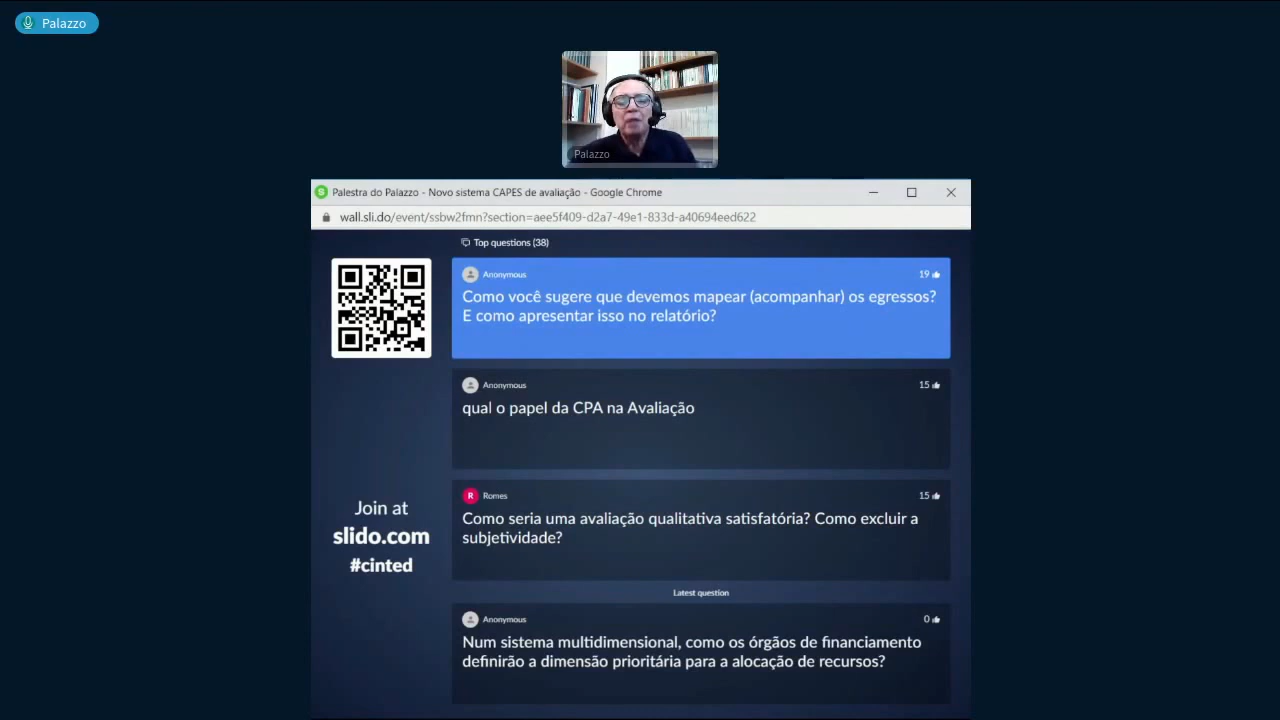 Palazzo
Palazzo
Palestra do Palazzo - Novo sistema CAPES de avaliação - Google Chrome
wall.sli.do/event/ssbw2fmn?section=aee5f409-d2a7-49e1-833d-a40694eed622
Top questions (38)
Anonymous
19
Como você sugere que devemos mapear (acompanhar) os egressos?
E como apresentar isso no relatório?
Anonymous
15
qual o papel da CPA na Avaliação
R
Romes
15
Como seria uma avaliação qualitativa satisfatória? Como excluir a
subjetividade?
Join at
slido.com
#cinted
Latest question
Anonymous
0
Num sistema multidimensional, como os órgãos de financiamento
definirão a dimensão prioritária para a alocação de recursos?